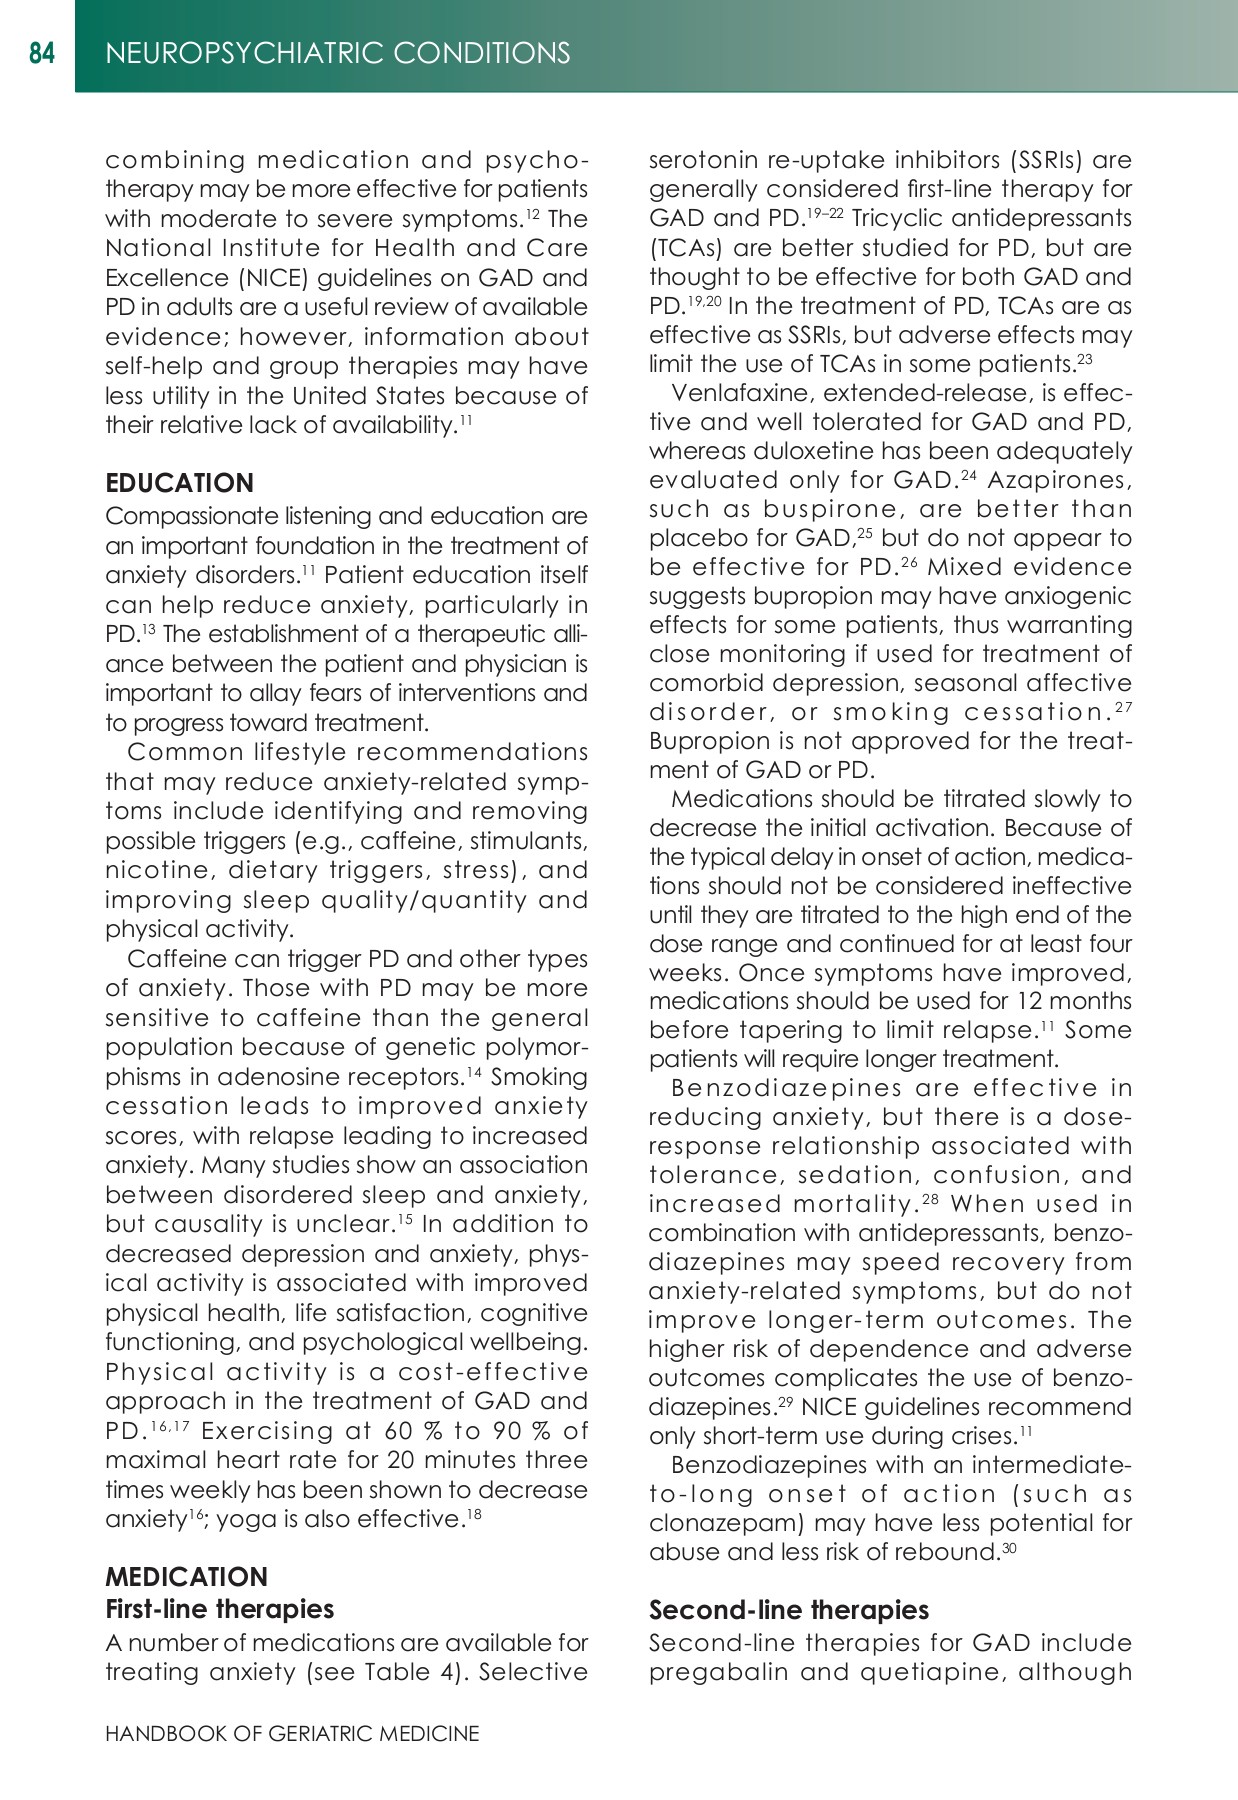 84
NEUROPSYCHIATRIC CONDITIONS
combining medication and psycho-
therapy may be more effective for patients
with moderate to severe symptoms.12 The
National Institute for Health and Care
Excellence (NICE) guidelines on GAD and
PD in adults are a useful review of available
evidence; however, information about
self-help and group therapies may have
less utility in the United States because of
their relative lack of availability.11
EDUCATION
Compassionate listening and education are
an important foundation in the treatment of
anxiety disorders.11 Patient education itself
can help reduce anxiety, particularly in
PD.13 The establishment of a therapeutic alli-
ance between the patient and physician is
important to allay fears of interventions and
to progress toward treatment.
Common lifestyle recommendations
that may reduce anxiety-related symp-
toms include identifying and removing
possible triggers (e.g., caffeine, stimulants,
nicotine, dietary triggers, stress), and
improving sleep quality/quantity and
physical activity.
Caffeine can trigger PD and other types
of anxiety. Those with PD may be more
sensitive to caffeine than the general
population because of genetic polymor-
phisms in adenosine receptors.14 Smoking
cessation leads to improved anxiety
scores, with relapse leading to increased
anxiety. Many studies show an association
between disordered sleep and anxiety,
but causality is unclear.15 In addition to
decreased depression and anxiety, phys-
ical activity is associated with improved
physical health, life satisfaction, cognitive
functioning, and psychological wellbeing.
Physical activity is a cost-effective
approach in the treatment of GAD and
PD.16,17 Exercising at 60 % to 90 % of
maximal heart rate for 20 minutes three
times weekly has been shown to decrease
anxiety16; yoga is also effective.18
MEDICATION
First-line therapies
A number of medications are available for
treating anxiety (see Table 4). Selective
serotonin re-uptake inhibitors (SSRIs) are
generally considered first-line therapy for
GAD and PD.19–22 Tricyclic antidepressants
(TCAs) are better studied for PD, but are
thought to be effective for both GAD and
PD.19,20 In the treatment of PD, TCAs are as
effective as SSRIs, but adverse effects may
limit the use of TCAs in some patients.23
Venlafaxine, extended-release, is effec-
tive and well tolerated for GAD and PD,
whereas duloxetine has been adequately
evaluated only for GAD.24 Azapirones,
such as buspirone, are better than
placebo for GAD,25 but do not appear to
be effective for PD.26 Mixed evidence
suggests bupropion may have anxiogenic
effects for some patients, thus warranting
close monitoring if used for treatment of
comorbid depression, seasonal affective
disorder, or smoking cessation.27
Bupropion is not approved for the treat-
ment of GAD or PD.
Medications should be titrated slowly to
decrease the initial activation. Because of
the typical delay in onset of action, medica-
tions should not be considered ineffective
until they are titrated to the high end of the
dose range and continued for at least four
weeks. Once symptoms have improved,
medications should be used for 12 months
before tapering to limit relapse.11 Some
patients will require longer treatment.
Benzodiazepines are effective in
reducing anxiety, but there is a dose-
response relationship associated with
tolerance, sedation, confusion, and
increased mortality.28 When used in
combination with antidepressants, benzo-
diazepines may speed recovery from
anxiety-related symptoms, but do not
improve longer-term outcomes. The
higher risk of dependence and adverse
outcomes complicates the use of benzo-
diazepines.29 NICE guidelines recommend
only short-term use during crises.11
Benzodiazepines with an intermediate-
to-long onset of action (such as
clonazepam) may have less potential for
abuse and less risk of rebound.30
Second-line therapies
Second-line therapies for GAD include
pregabalin and quetiapine, although
HANDBOOK OF GERIATRIC MEDICINE